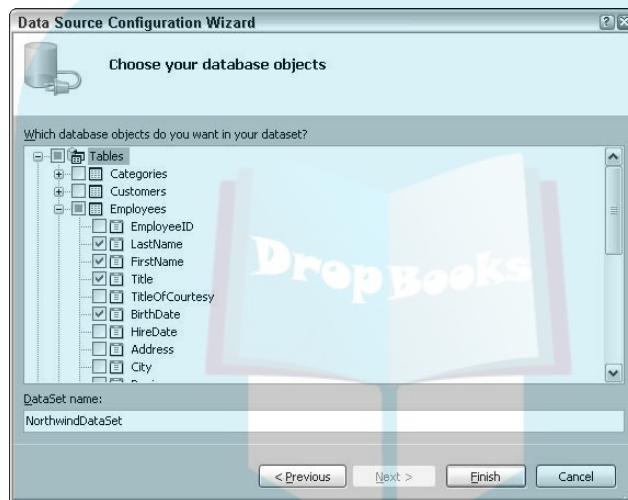 Data Source Configuration Wizard
Choose your database objects
Which database objects do you want in your dataset?
Tables
Categories
Customers
Employees
EmployeeID
LastName
FirstName
Title
TitleOfCourtesy
BirthDate
HireDate
Address
City
DropBooks
DataSet name:
NorthwindDataSet
< Previous
Next >
Finish
Cancel